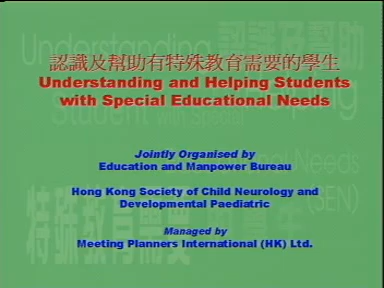 認識及幫助有特殊教育需要的學生
Understanding and Helping Students
with Special Educational Needs
Jointly Organised by
Education and Manpower Bureau
Hong Kong Society of Child Neurology and
Developmental Paediatric
Managed by
Meeting Planners International (HK) Ltd.